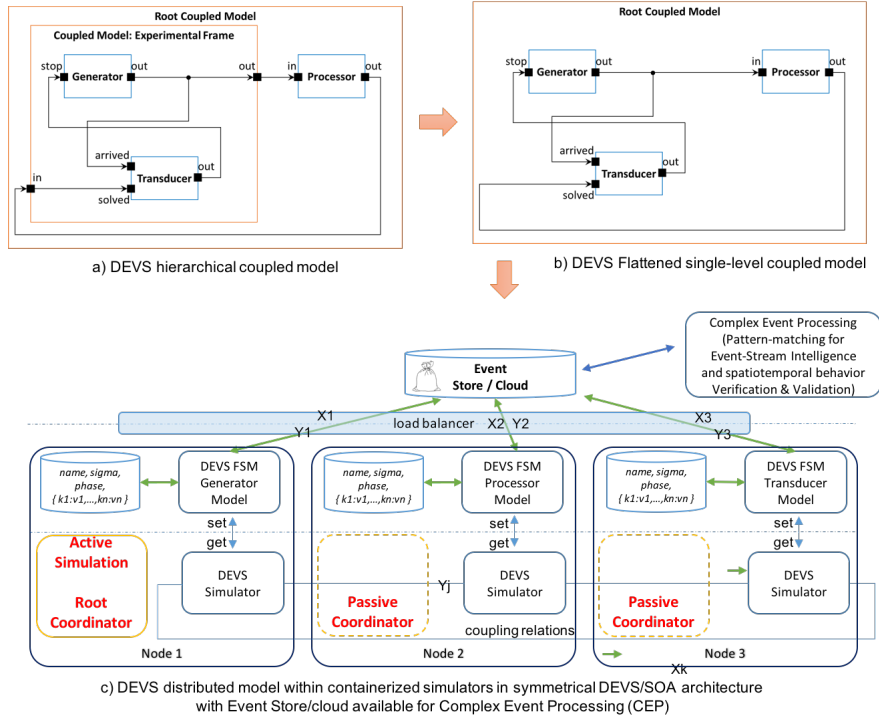 Root Coupled Model
Coupled Model: Experimental Frame
stop
Generator
out
out
in
Processor
out
arrived
in
Transducer
out
solved
a) DEVS hierarchical coupled model
Root Coupled Model
stop
Generator
out
in
Processor
out
arrived
Transducer
out
solved
b) DEVS Flattened single-level coupled model
Event
Store / Cloud
Complex Event Processing
(Pattern-matching for
Event-Stream Intelligence
and spatiotemporal behavior
Verification & Validation)
X1
Y1
load balancer
X2
Y2
X3
Y3
name, sigma,
phase,
{ k1:v1,...,kn:vn }
DEVS FSM
Generator
Model
set
get
Active
Simulation
Root
Coordinator
DEVS
Simulator
Node 1
name, sigma,
phase,
{ k1:v1,...,kn:vn }
DEVS FSM
Processor
Model
set
get
Passive
Coordinator
Yj
DEVS
Simulator
coupling relations
Node 2
name, sigma,
phase,
{ k1:v1,...,kn:vn }
DEVS FSM
Transducer
Model
set
get
Passive
Coordinator
DEVS
Simulator
Node 3
Xk
c) DEVS distributed model within containerized simulators in symmetrical DEVS/SOA architecture
with Event Store/cloud available for Complex Event Processing (CEP)